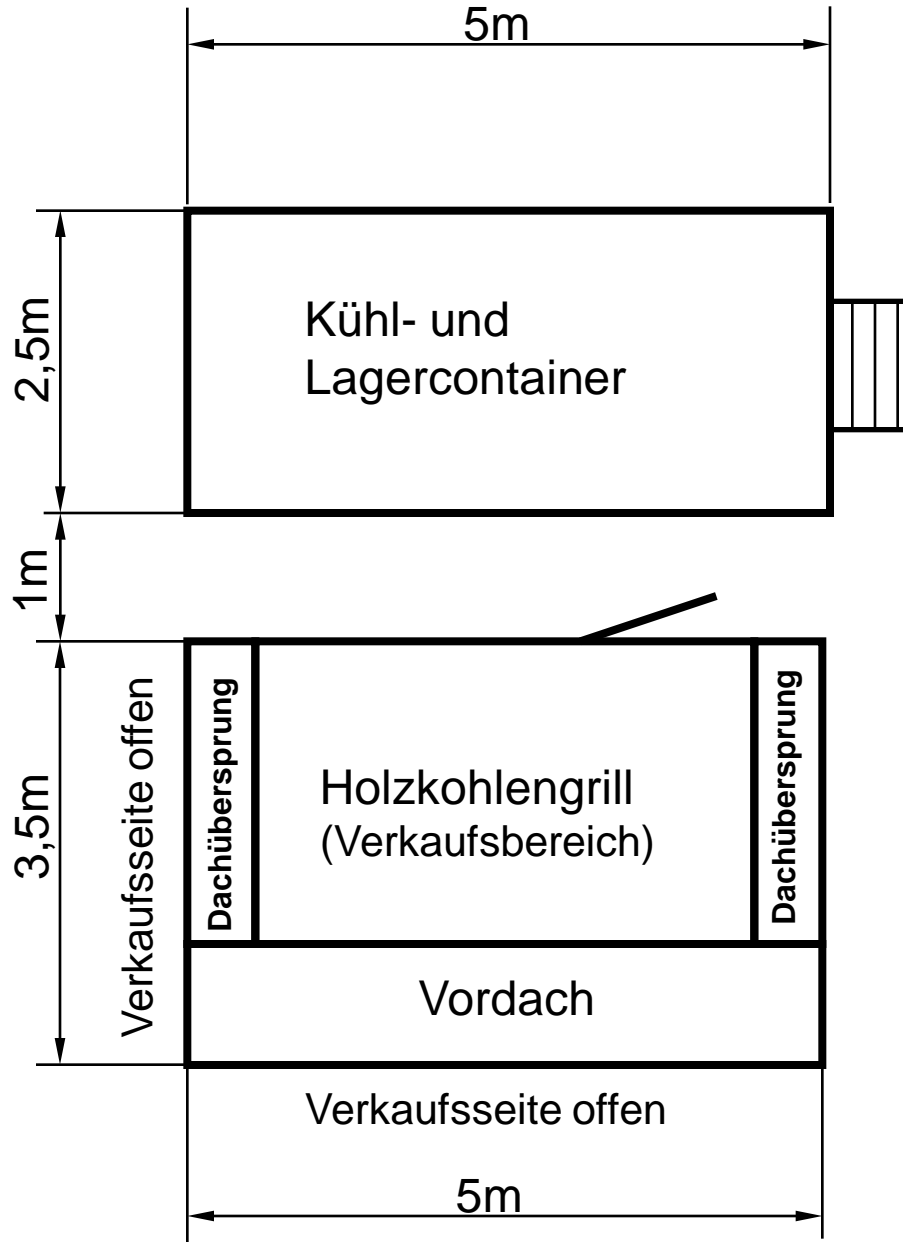 5m
2,5m
Kühl- und
Lagercontainer
1m
3,5m
Verkaufsseite offen
Dachübersprung
Holzkohlengrill
(Verkaufsbereich)
Dachübersprung
Vordach
Verkaufsseite offen
5m